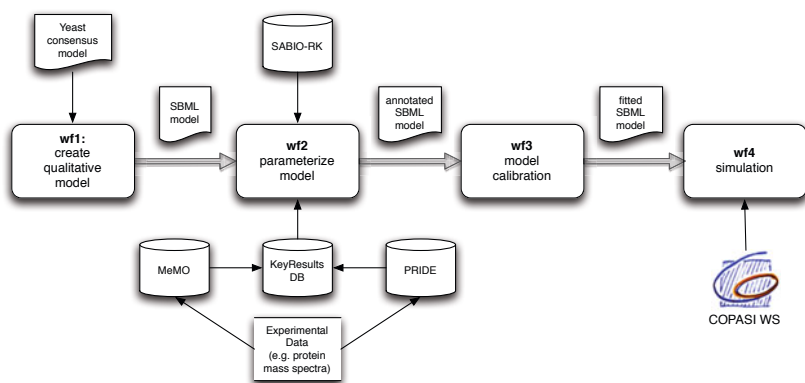 Yeast
consensus
model
SABIO-RK
SBML
model
annotated
SBML
model
fitted
SBML
model
wf1:
create
qualitative
model
wf2
parameterize
model
wf3
model
calibration
wf4
simulation
MeMO
KeyResults
DB
PRIDE
Experimental
Data
(e.g. protein
mass spectra)
COPASI WS